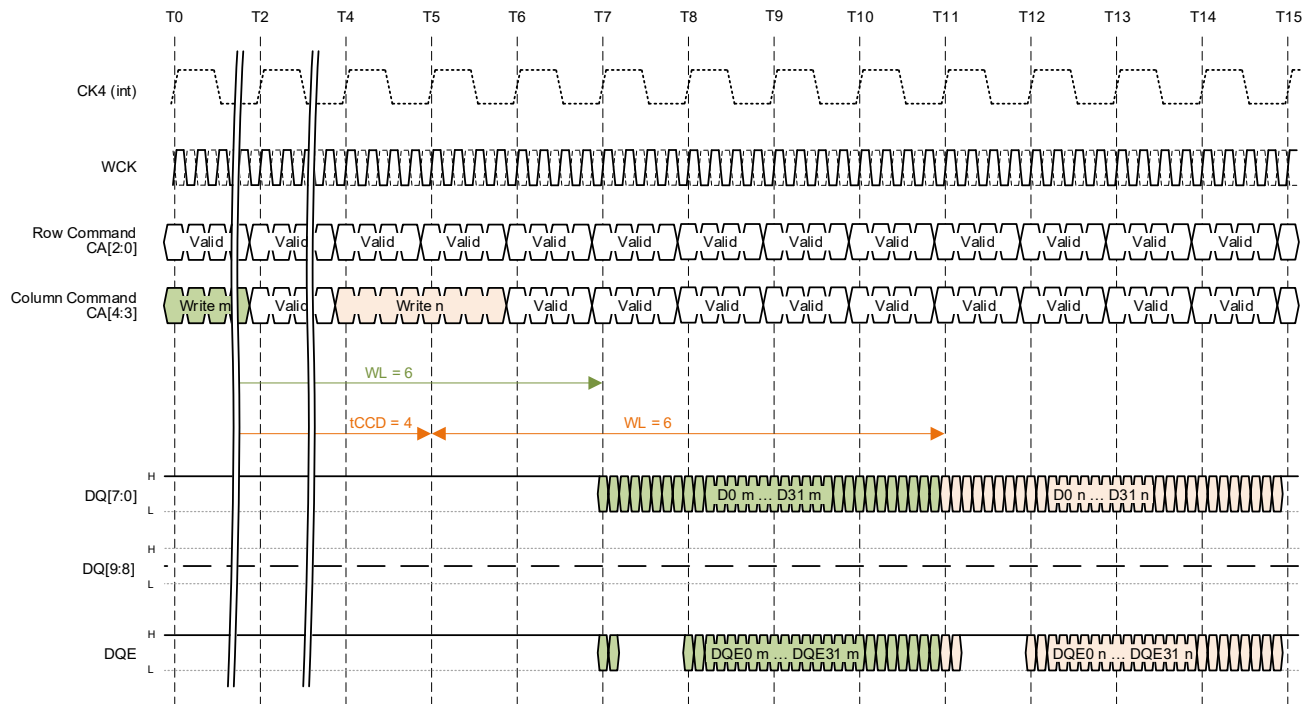 T0 T2 T4 T5 T6 T7 T8 T9 T10 T11 T12 T13 T14 T15
CK4 (int)
WCK
Row Command
CA[2:0]
Valid Valid Valid Valid Valid Valid Valid Valid Valid Valid Valid Valid Valid
Column Command
CA[4:3]
Write m Valid Write n Valid Valid Valid Valid Valid Valid Valid Valid Valid
WL = 6
tCCD = 4 WL = 6
H
DQ[7:0] D0 m … D31 m D0 n … D31 n
L
H
DQ[9:8]
L
H
DQE DQE0 m … DQE31 m DQE0 n … DQE31 n
L